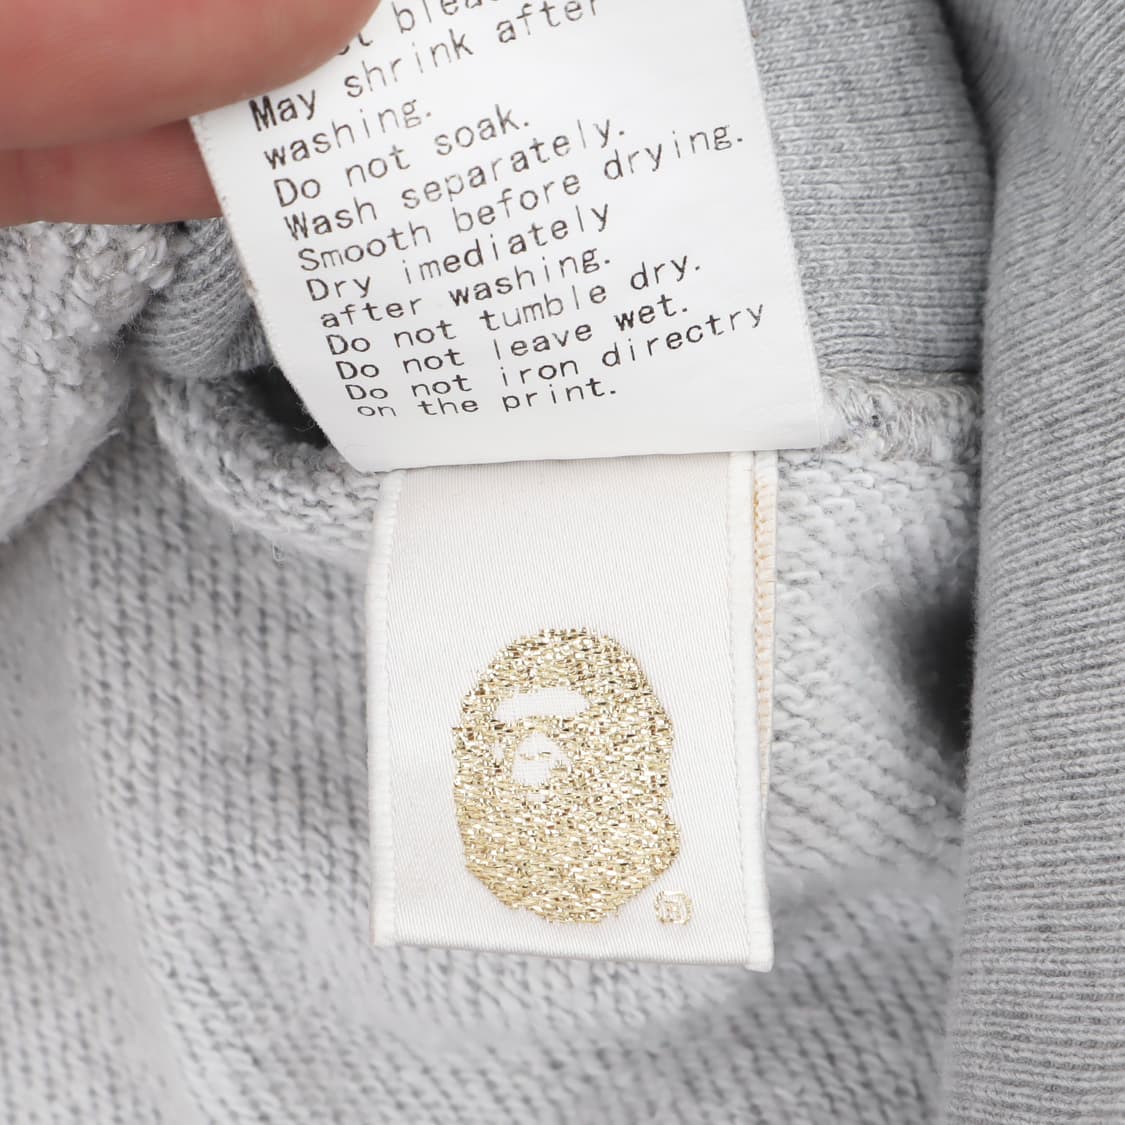 May shrink after
washing.
Do not soak.
Wash separately.
Smooth before drying.
Dry imediately
after washing.
Do not tumble dry.
Do not leave wet.
Do not iron directry
on the print.